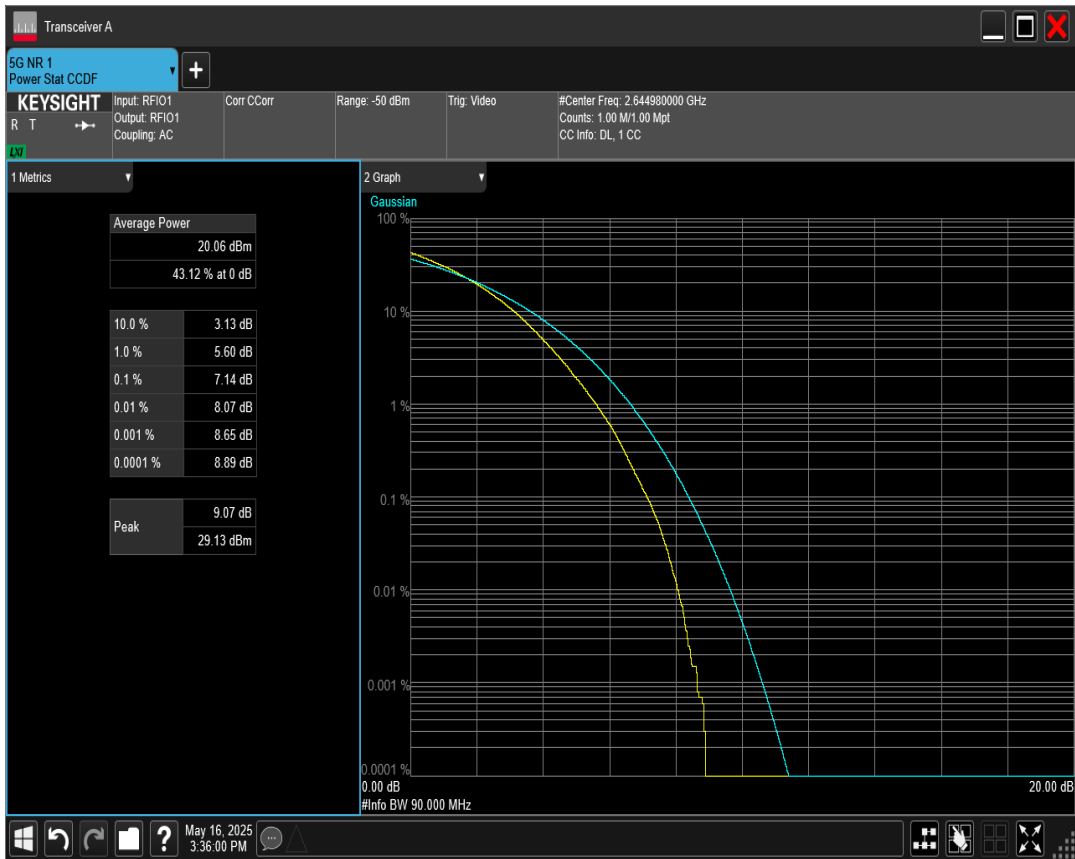 Transceiver A
5G NR 1
Power Stat CCDF
+
KEYSIGHT
R T
LXI
Input: RFIO1
Output: RFIO1
Coupling: AC
Corr CCorr
Range: -50 dBm
Trig: Video
#Center Freq: 2.644980000 GHz
Counts: 1.00 M/1.00 Mpt
CC Info: DL, 1 CC
1 Metrics
Average Power
20.06 dBm
43.12 % at 0 dB
10.0 % 3.13 dB
1.0 % 5.60 dB
0.1 % 7.14 dB
0.01 % 8.07 dB
0.001 % 8.65 dB
0.0001 % 8.89 dB
Peak
9.07 dB
29.13 dBm
2 Graph
Gaussian
100 %
10 %
1 %
0.1 %
0.01 %
0.001 %
0.0001 %
0.00 dB 20.00 dB
#Info BW 90.000 MHz
?
May 16, 2025
3:36:00 PM